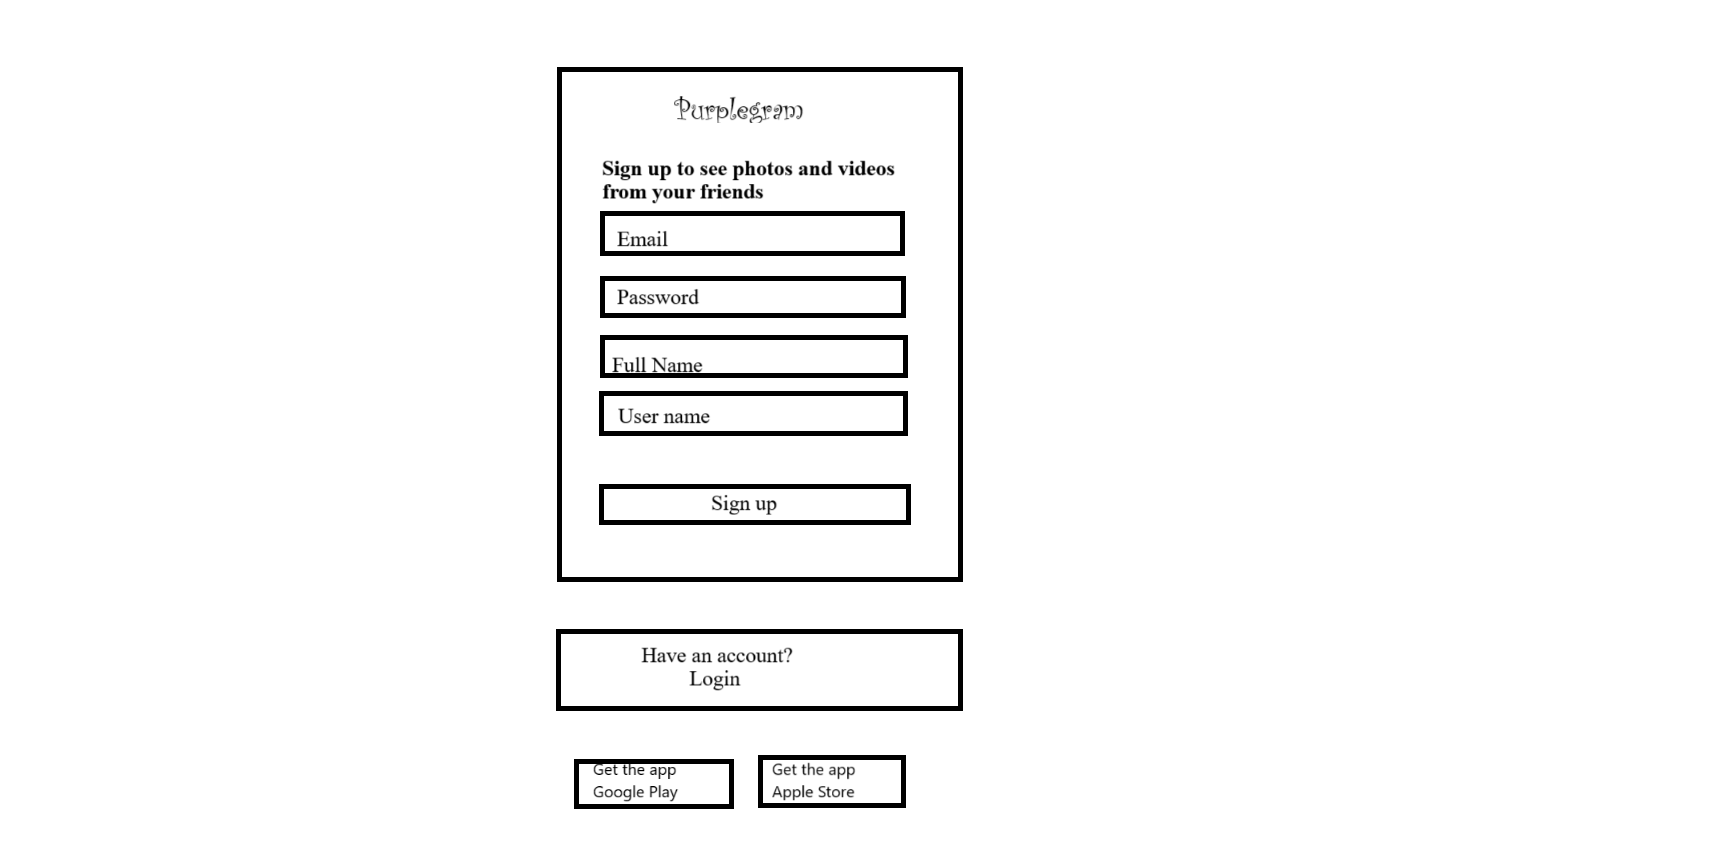 Purplegram
Sign up to see photos and videos
from your friends
Email
Password
Full Name
User name
Sign up
Have an account?
Login
Get the app
Google Play
Get the app
Apple Store